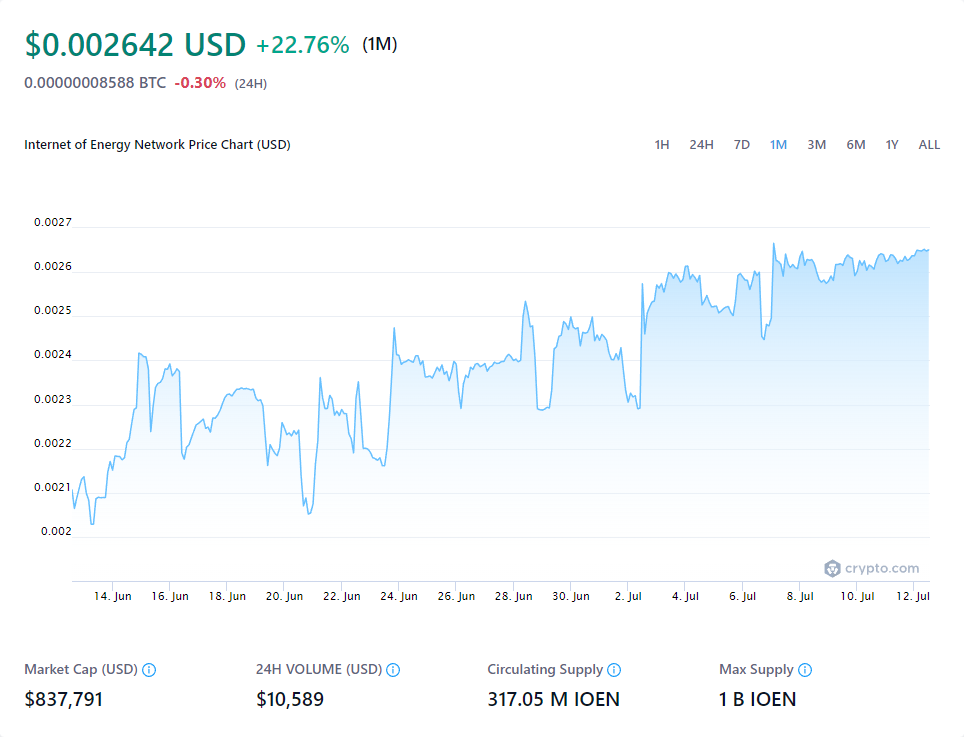 $0.002642 USD +22.76% (1M)
0.00000008588 BTC -0.30% (24H)
Internet of Energy Network Price Chart (USD) 1H 24H 7D 1M 3M 6M 1Y ALL
0.0027
0.0026
0.0025
0.0024
0.0023
0.0022
0.0021
0.002
crypto.com
14. Jun 16. Jun 18. Jun 20. Jun 22. Jun 24. Jun 26. Jun 28. Jun 30. Jun 2. Jul 4. Jul 6. Jul 8. Jul 10. Jul 12. Jul
Market Cap (USD) 24H VOLUME (USD) Circulating Supply Max Supply
$837,791 $10,589 317.05 M IOEN 1 B IOEN